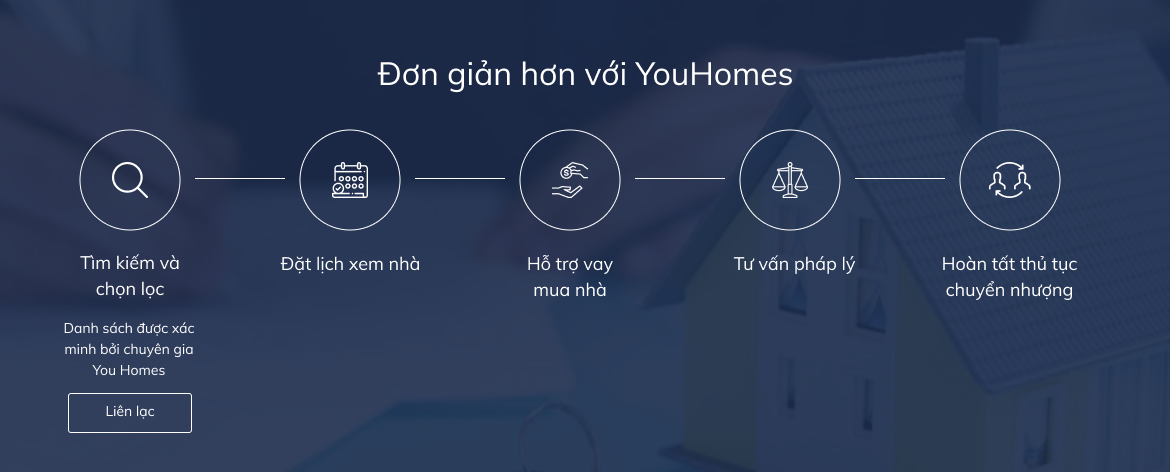 Đơn giản hơn với YouHomes
Tìm kiếm và
chọn lọc
Danh sách được xác
minh bởi chuyên gia
You Homes
Liên lạc
Đặt lịch xem nhà
Hỗ trợ vay
mua nhà
Tư vấn pháp lý
Hoàn tất thủ tục
chuyển nhượng